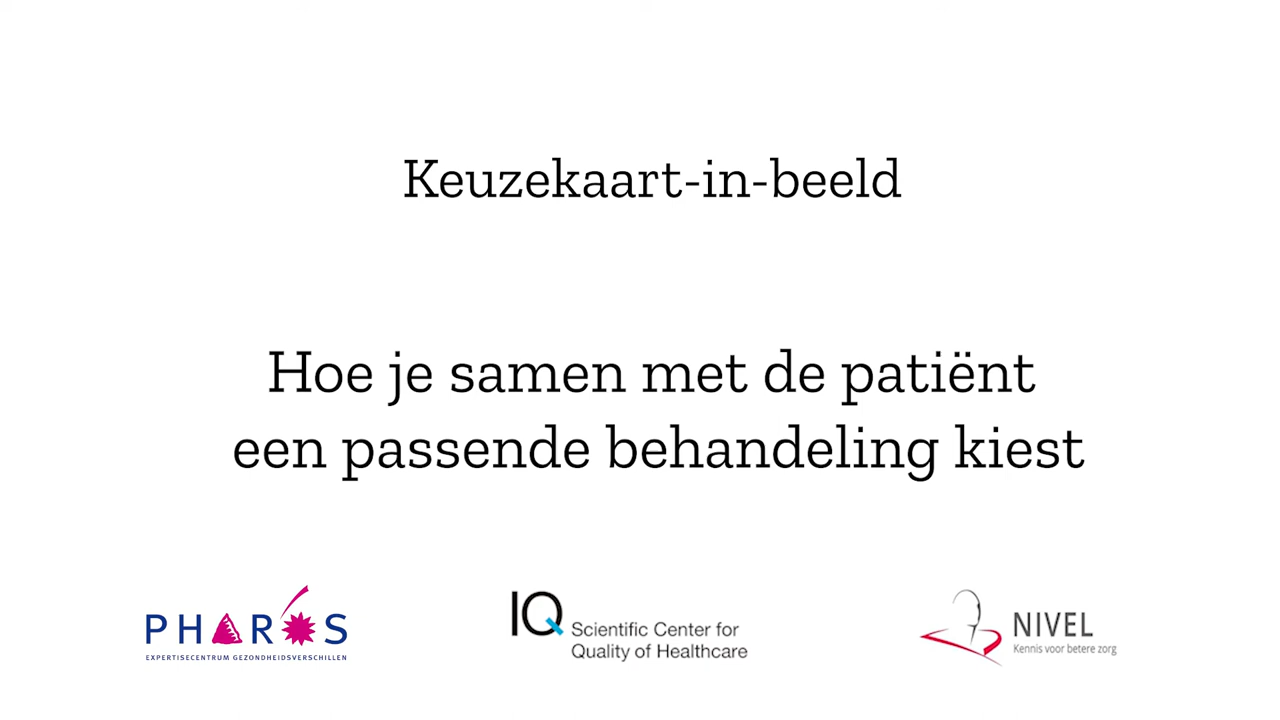 Keuzekaart-in-beeld
Hoe je samen met de patiënt
een passende behandeling kiest
PHAROS
EXPERTISECENTRUM GEZONDHEIDSVERSCHILLEN
IQ Scientific Center for
Quality of Healthcare
NIVEL
Kennis voor betere zorg